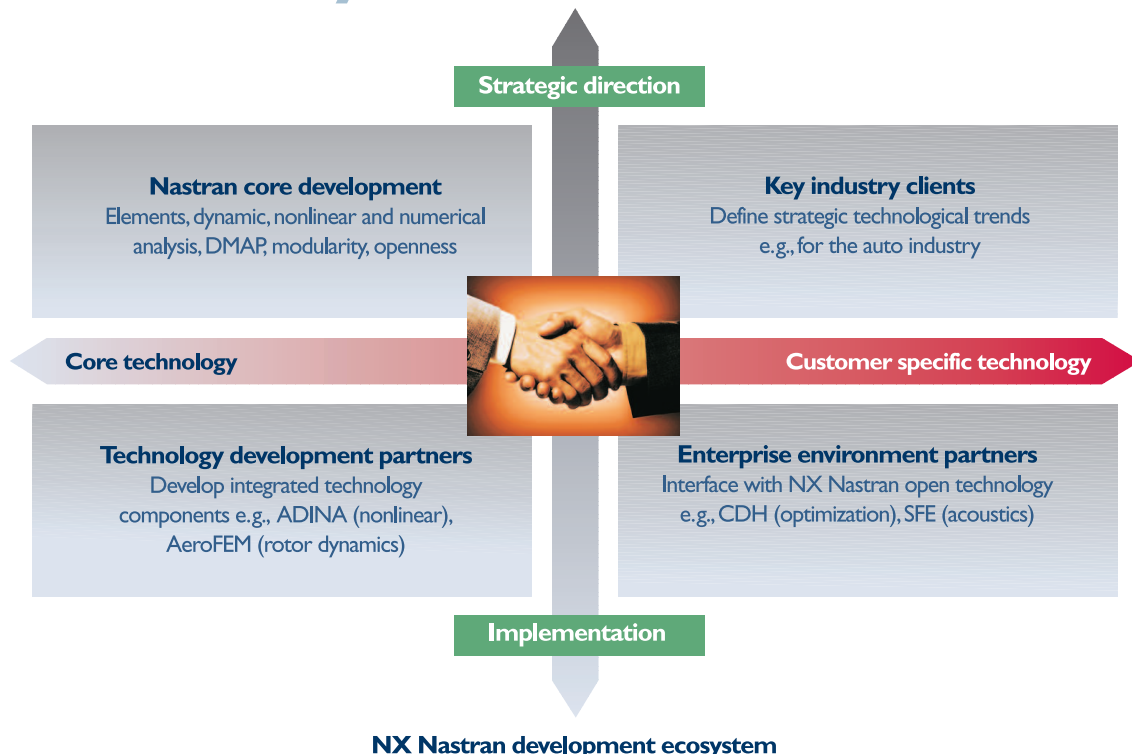 Strategic direction
Nastran core development
Elements, dynamic, nonlinear and numerical
analysis, DMAP, modularity, openness
Key industry clients
Define strategic technological trends
e.g., for the auto industry
Core technology
Customer specific technology
Technology development partners
Develop integrated technology
components e.g., ADINA (nonlinear),
AeroFEM (rotor dynamics)
Enterprise environment partners
Interface with NX Nastran open technology
e.g., CDH (optimization), SFE (acoustics)
Implementation
NX Nastran development ecosystem